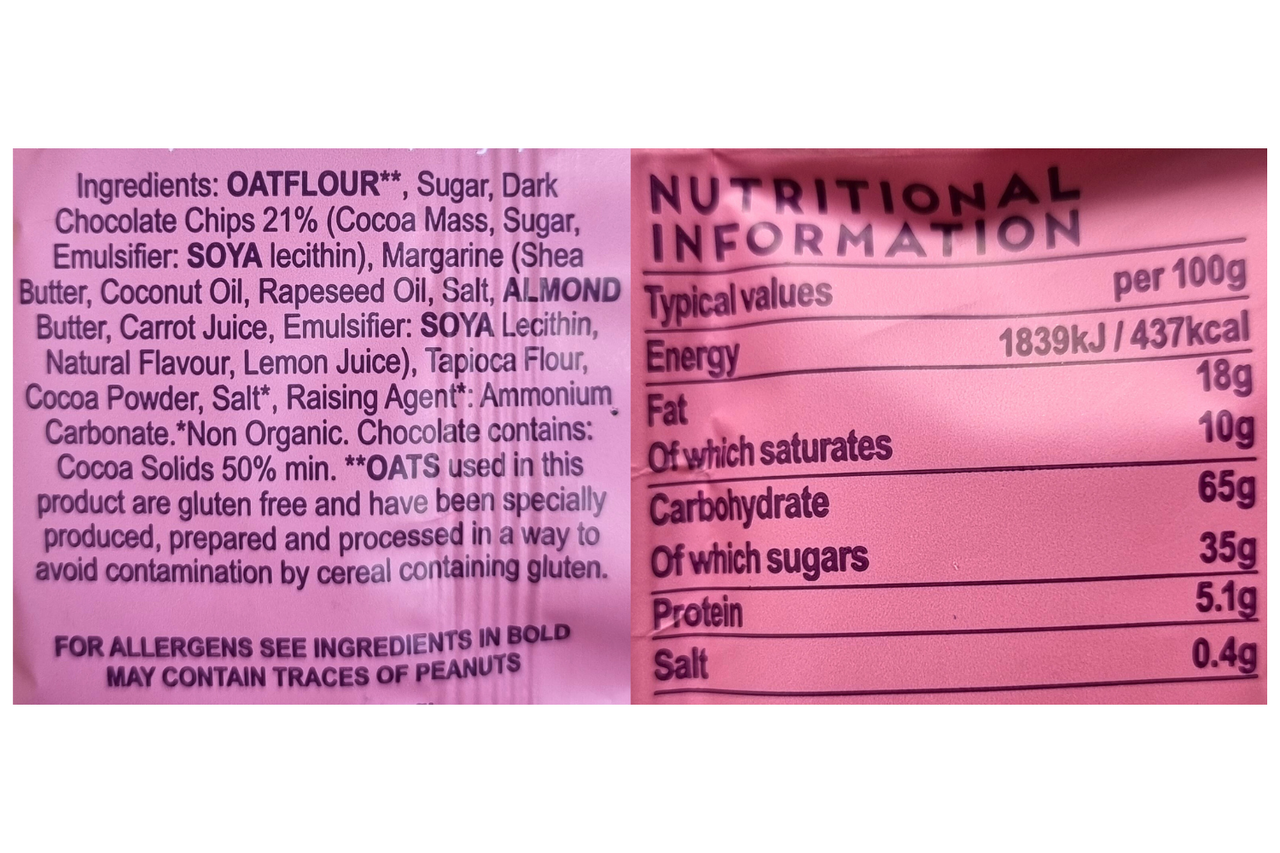 Ingredients: OATFLOUR**, Sugar, Dark
Chocolate Chips 21% (Cocoa Mass, Sugar,
Emulsifier: SOYA lecithin), Margarine (Shea
Butter, Coconut Oil, Rapeseed Oil, Salt, ALMOND
Butter, Carrot Juice, Emulsifier: SOYA Lecithin,
Natural Flavour, Lemon Juice), Tapioca Flour,
Cocoa Powder, Salt*, Raising Agent*: Ammonium
Carbonate.*Non Organic. Chocolate contains:
Cocoa Solids 50% min. **OATS used in this
product are gluten free and have been specially
produced, prepared and processed in a way to
avoid contamination by cereal containing gluten.
FOR ALLERGENS SEE INGREDIENTS IN BOLD
MAY CONTAIN TRACES OF PEANUTS
NUTRITIONAL
INFORMATION
Typical values per 100g
Energy 1839kJ / 437kcal
Fat 18g
Of which saturates 10g
Carbohydrate 65g
Of which sugars 35g
Protein 5.1g
Salt 0.4g